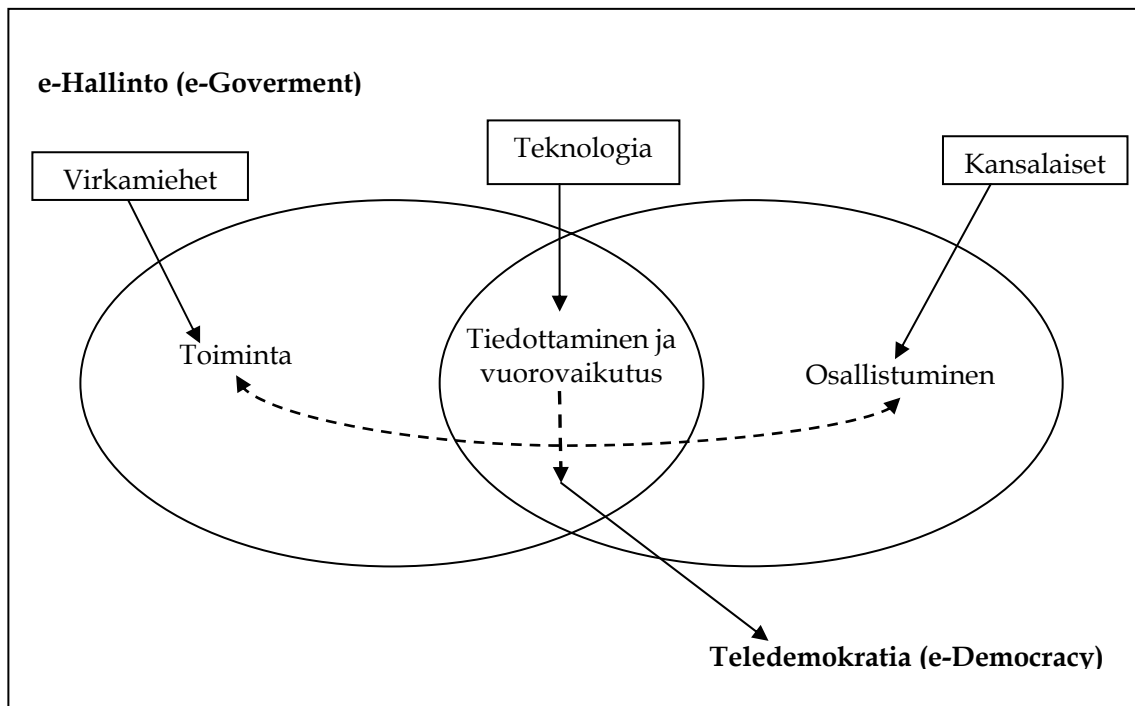 e-Hallinto (e-Goverment)
Teknologia
Virkamiehet
Kansalaiset
Tiedottaminen ja
vuorovaikutus
Toiminta
Osallistuminen
Teledemokratia (e-Democracy)